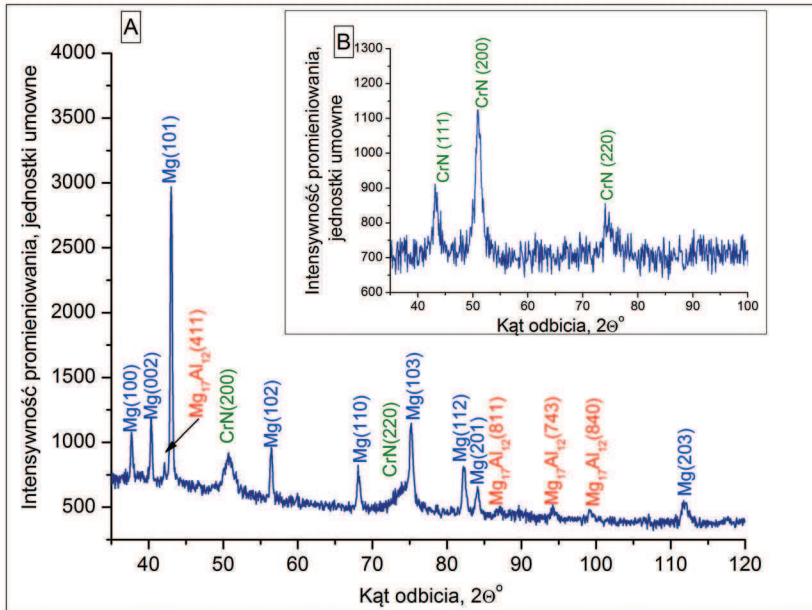 A
Intensywność promieniowania, jednostki umowne
4000
3500
3000
2500
2000
1500
1000
500
Mg(100)
Mg(002)
Mg(101)
Mg₁₇Al₁₂(411)
CrN(200)
Mg(102)
Mg(110)
CrN(220)
Mg(103)
Mg(112)
Mg(201)
Mg₁₇Al₁₂(811)
Mg₁₇Al₁₂(743)
Mg₁₇Al₁₂(840)
Mg(203)
40 50 60 70 80 90 100 110 120
Kąt odbicia, 2Θ°
B
Intensywność promieniowania,
jednostki umowne
1300
1200
1100
1000
900
800
700
600
CrN (111)
CrN (200)
CrN (220)
40 50 60 70 80 90 100
Kąt odbicia, 2Θ°